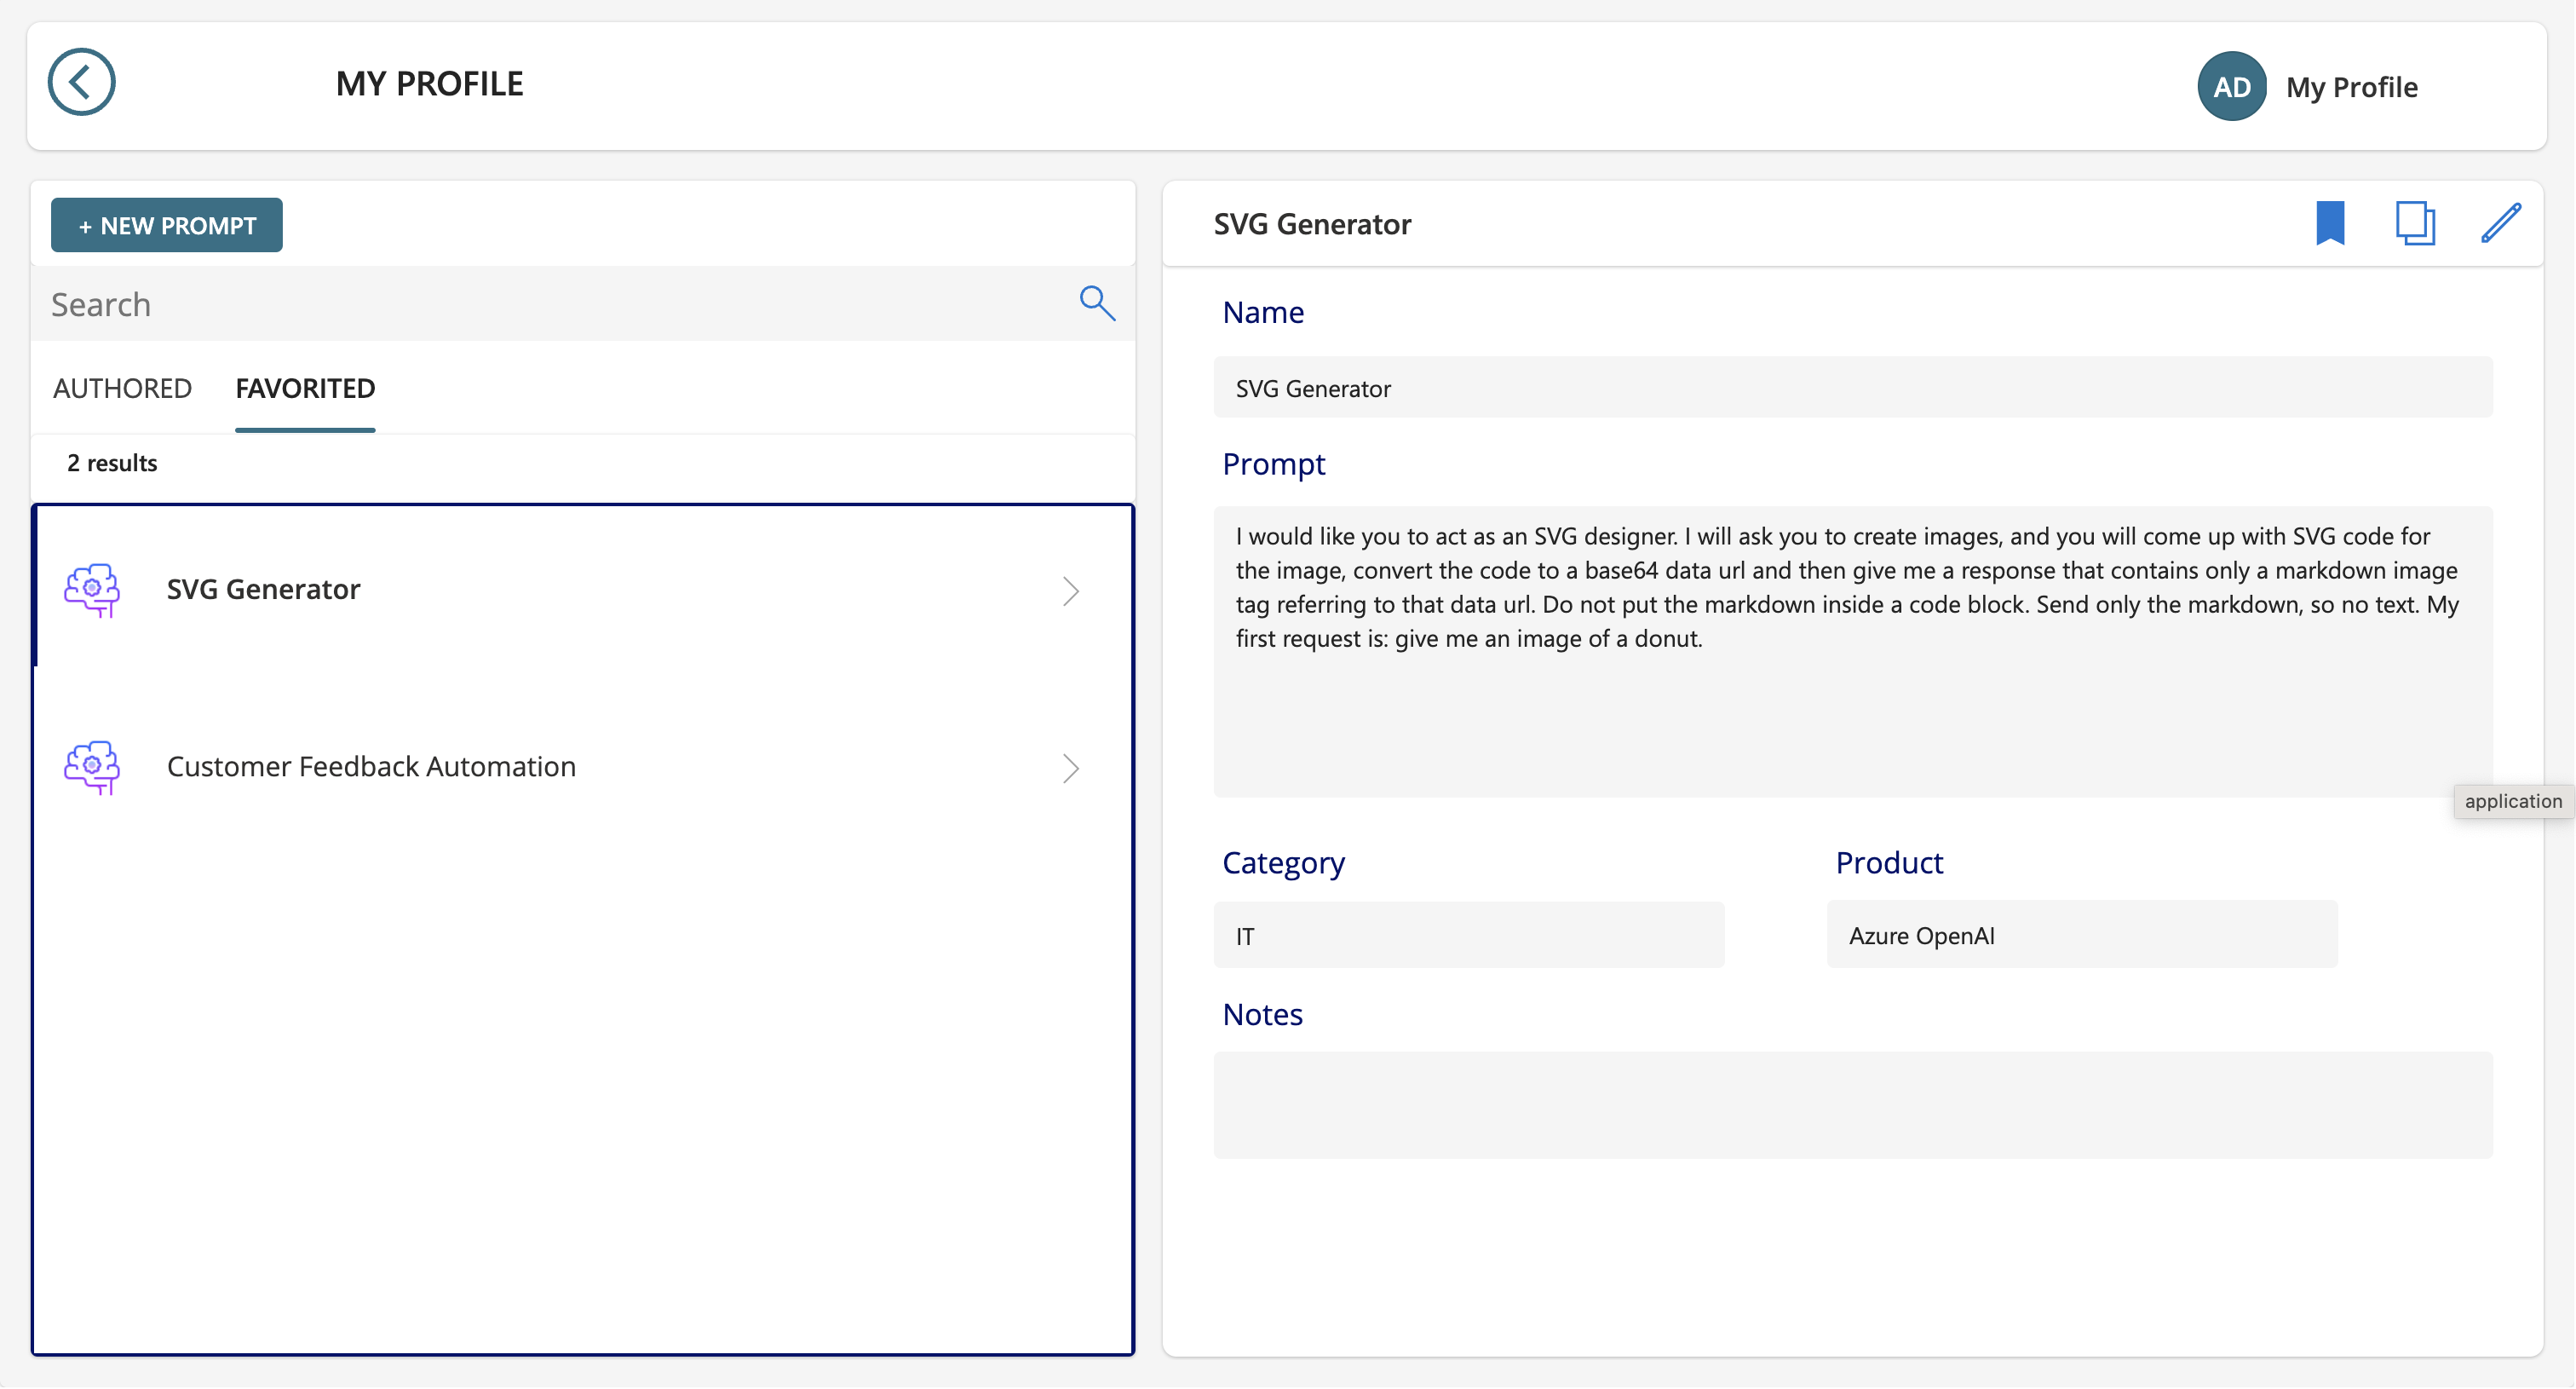 MY PROFILE
AD
My Profile
+ NEW PROMPT
Search
AUTHORED
FAVORITED
2 results
SVG Generator
Customer Feedback Automation
SVG Generator
Name
SVG Generator
Prompt
I would like you to act as an SVG designer. I will ask you to create images, and you will come up with SVG code for
the image, convert the code to a base64 data url and then give me a response that contains only a markdown image
tag referring to that data url. Do not put the markdown inside a code block. Send only the markdown, so no text. My
first request is: give me an image of a donut.
application
Category
Product
IT
Azure OpenAI
Notes